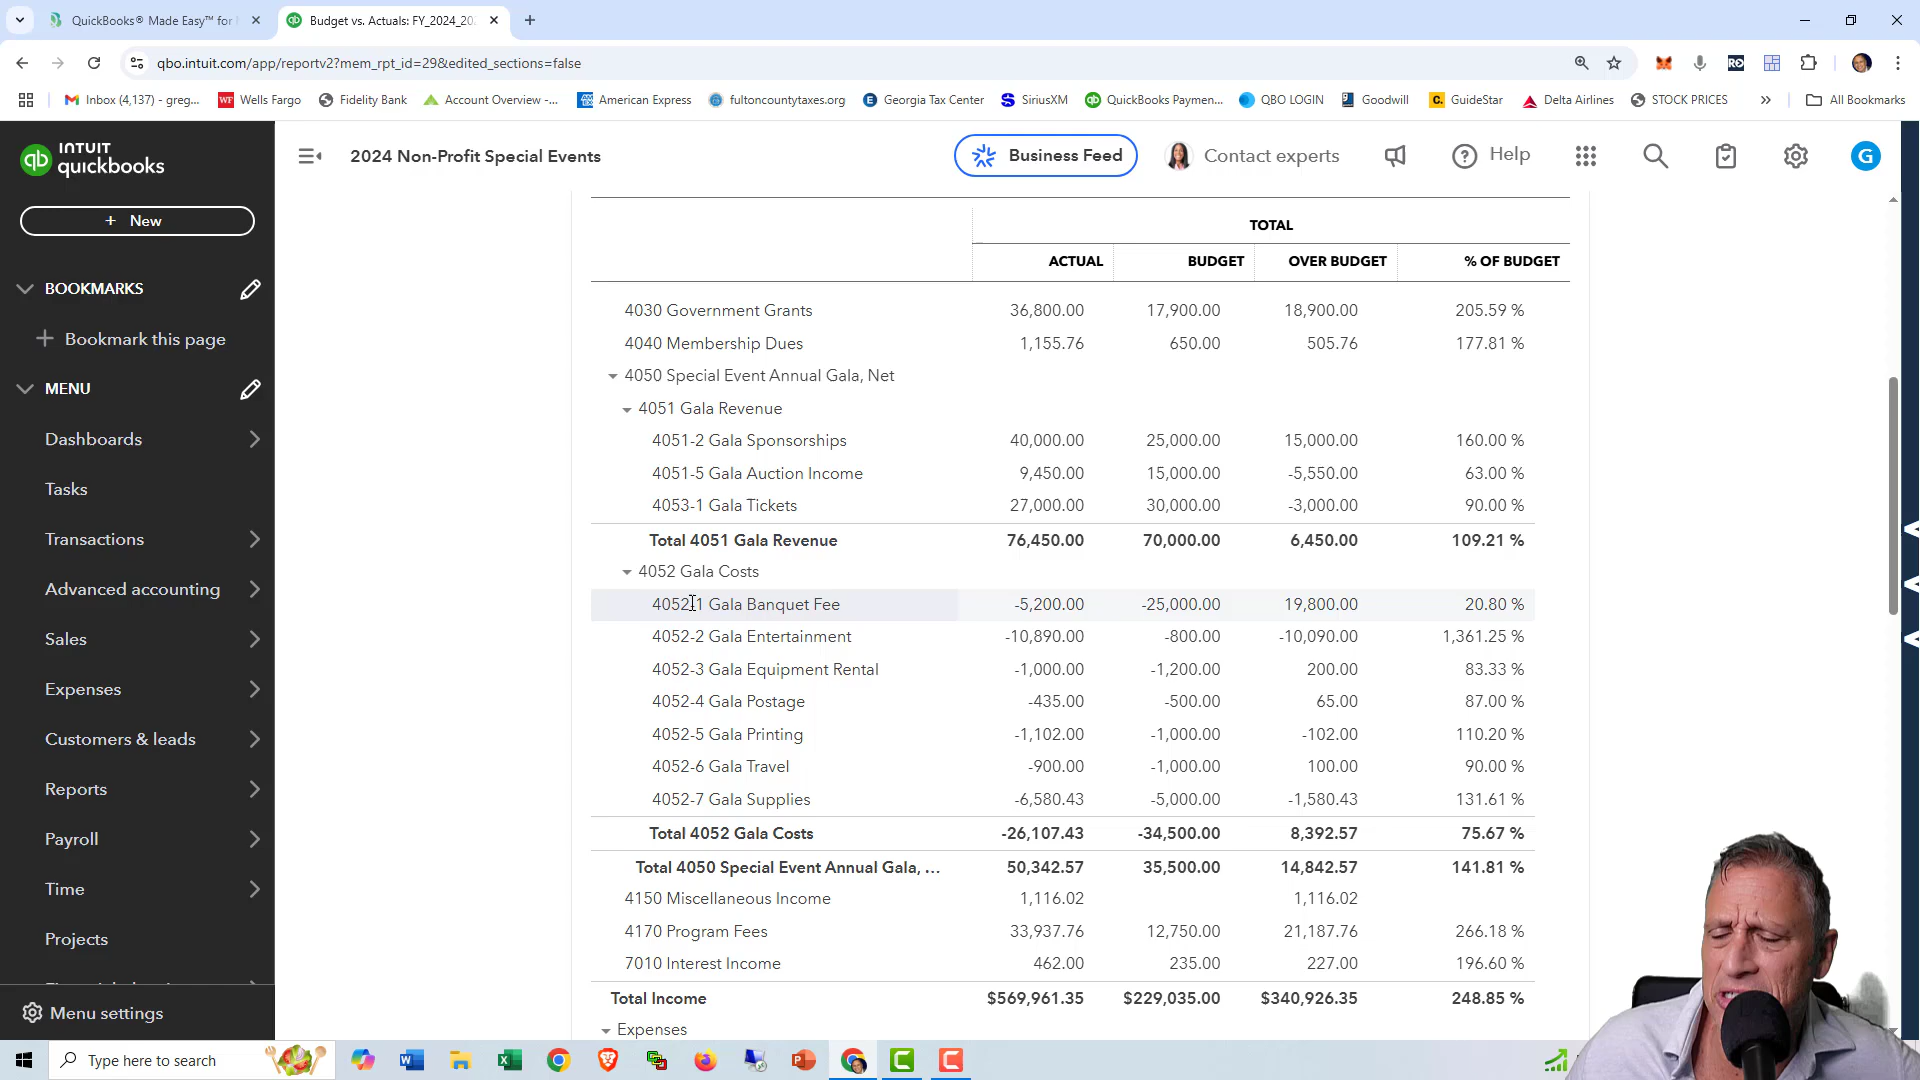 QuickBooks® Made Easy™ for
Budget vs. Actuals: FY_2024_20
qbo.intuit.com/app/reportv2?mem_rpt_id=29&edited_sections=false
Inbox (4,137) - greg...
Wells Fargo
Fidelity Bank
Account Overview -...
American Express
fultoncountytaxes.org
Georgia Tax Center
SiriusXM
QuickBooks Paymen...
QBO LOGIN
Goodwill
GuideStar
Delta Airlines
STOCK PRICES
All Bookmarks
INTUIT
quickbooks
2024 Non-Profit Special Events
Business Feed
Contact experts
Help
G
+ New
BOOKMARKS
Bookmark this page
MENU
Dashboards
Tasks
Transactions
Advanced accounting
Sales
Expenses
Customers & leads
Reports
Payroll
Time
Projects
Menu settings
TOTAL
ACTUAL BUDGET OVER BUDGET % OF BUDGET
4030 Government Grants 36,800.00 17,900.00 18,900.00 205.59 %
4040 Membership Dues 1,155.76 650.00 505.76 177.81 %
4050 Special Event Annual Gala, Net
4051 Gala Revenue
4051-2 Gala Sponsorships 40,000.00 25,000.00 15,000.00 160.00 %
4051-5 Gala Auction Income 9,450.00 15,000.00 -5,550.00 63.00 %
4053-1 Gala Tickets 27,000.00 30,000.00 -3,000.00 90.00 %
Total 4051 Gala Revenue 76,450.00 70,000.00 6,450.00 109.21 %
4052 Gala Costs
4052-1 Gala Banquet Fee -5,200.00 -25,000.00 19,800.00 20.80 %
4052-2 Gala Entertainment -10,890.00 -800.00 -10,090.00 1,361.25 %
4052-3 Gala Equipment Rental -1,000.00 -1,200.00 200.00 83.33 %
4052-4 Gala Postage -435.00 -500.00 65.00 87.00 %
4052-5 Gala Printing -1,102.00 -1,000.00 -102.00 110.20 %
4052-6 Gala Travel -900.00 -1,000.00 100.00 90.00 %
4052-7 Gala Supplies -6,580.43 -5,000.00 -1,580.43 131.61 %
Total 4052 Gala Costs -26,107.43 -34,500.00 8,392.57 75.67 %
Total 4050 Special Event Annual Gala, ... 50,342.57 35,500.00 14,842.57 141.81 %
4150 Miscellaneous Income 1,116.02 1,116.02
4170 Program Fees 33,937.76 12,750.00 21,187.76 266.18 %
7010 Interest Income 462.00 235.00 227.00 196.60 %
Total Income $569,961.35 $229,035.00 $340,926.35 248.85 %
Expenses
Type here to search